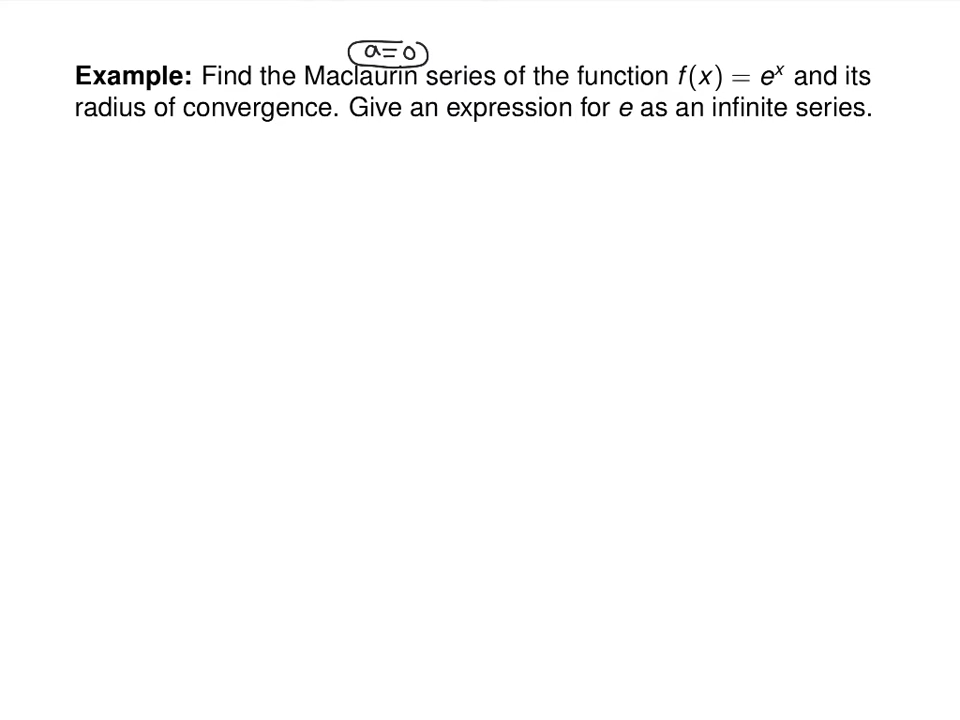 a=0
Example: Find the Maclaurin series of the function f(x) = eˣ and its
radius of convergence. Give an expression for e as an infinite series.